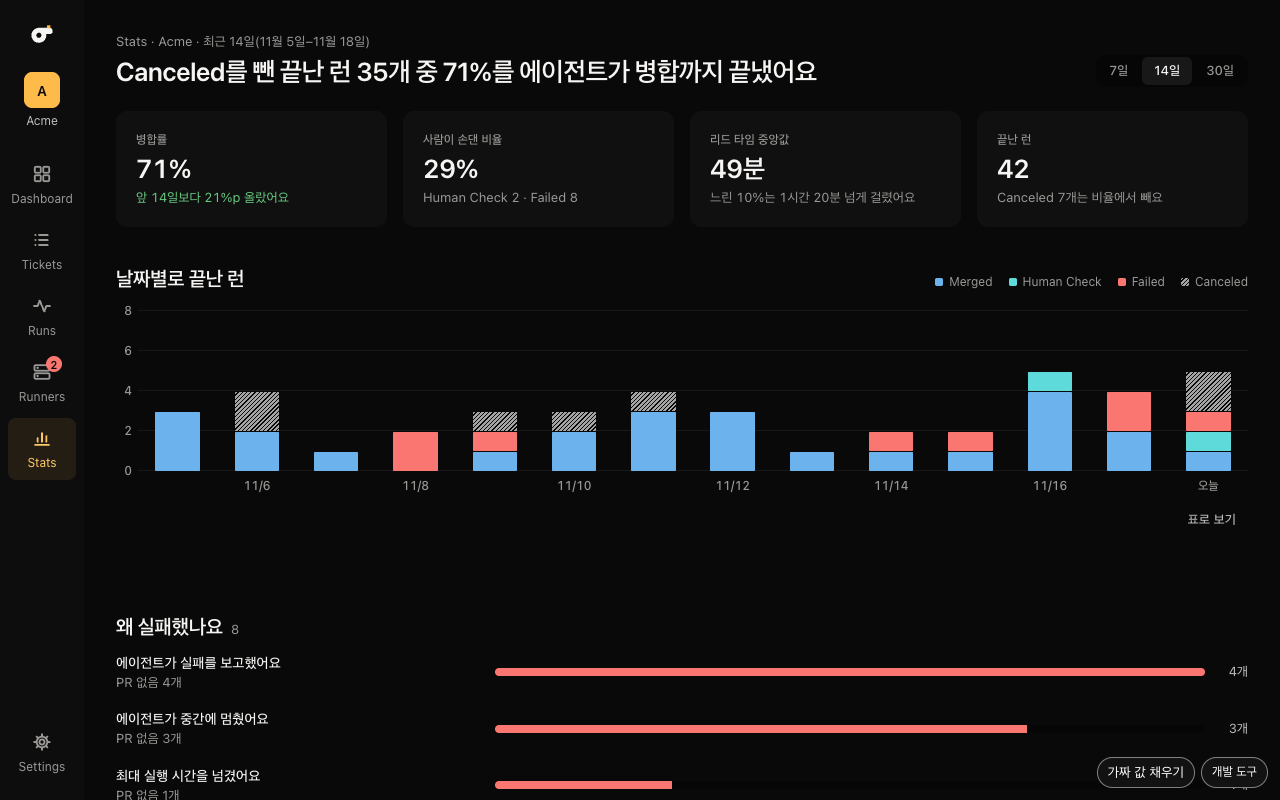 Stats · Acme · 최근 14일(11월 5일–11월 18일)
Canceled를 뺀 끝난 런 35개 중 71%를 에이전트가 병합까지 끝냈어요
7일
14일
30일
A
Acme
Dashboard
Tickets
Runs
2
Runners
Stats
Settings
병합률
71%
앞 14일보다 21%p 올랐어요
사람이 손댄 비율
29%
Human Check 2 · Failed 8
리드 타임 중앙값
49분
느린 10%는 1시간 20분 넘게 걸렸어요
끝난 런
42
Canceled 7개는 비율에서 빼요
날짜별로 끝난 런
Merged
Human Check
Failed
Canceled
8
6
4
2
0
11/6
11/8
11/10
11/12
11/14
11/16
오늘
표로 보기
왜 실패했나요 8
에이전트가 실패를 보고했어요
PR 없음 4개
4개
에이전트가 중간에 멈췄어요
PR 없음 3개
3개
최대 실행 시간을 넘겼어요
PR 없음 1개
가짜 값 채우기
개발 도구